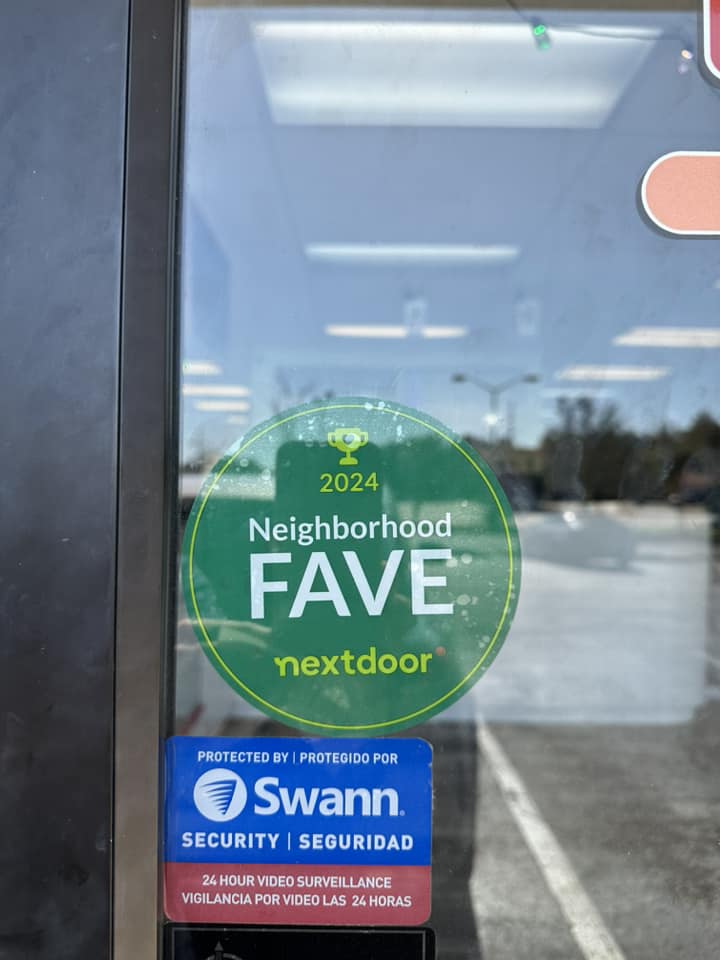 2024
Neighborhood
FAVE
nextdoor
PROTECTED BY | PROTEGIDO POR
Swann®
SECURITY | SEGURIDAD
24 HOUR VIDEO SURVEILLANCE
VIGILANCIA POR VIDEO LAS 24 HORAS